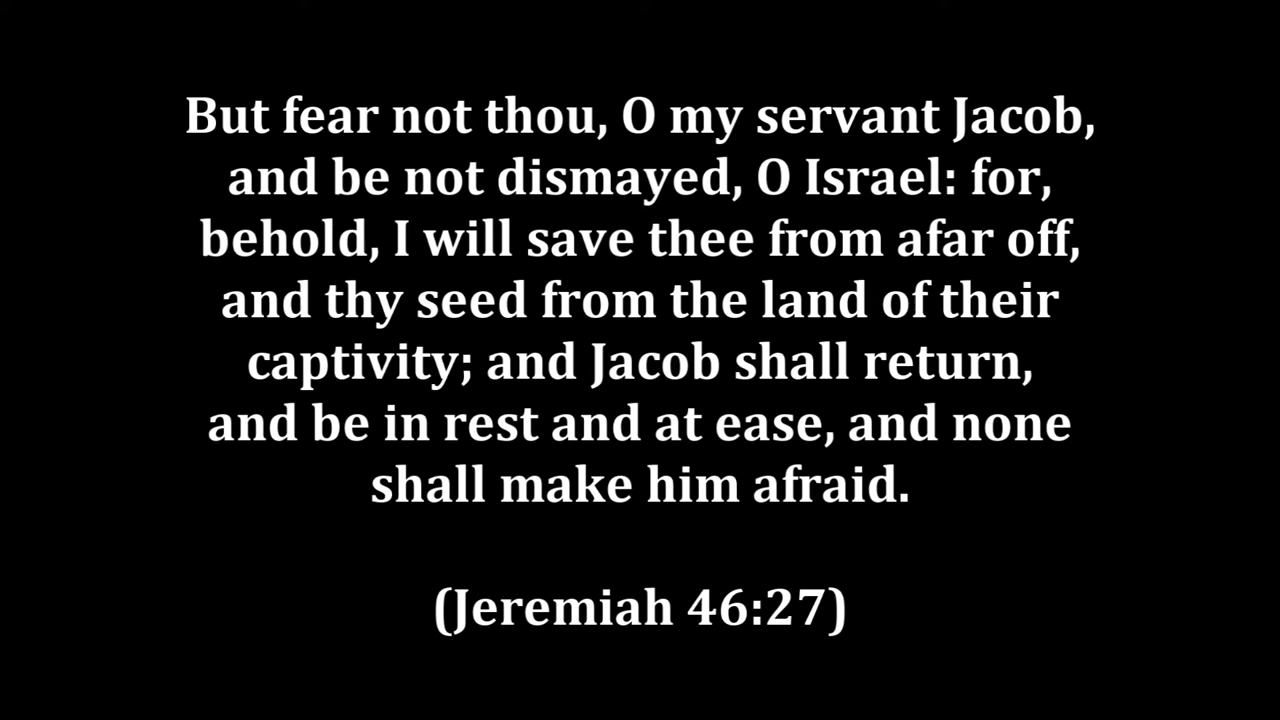 But fear not thou, O my servant Jacob,
and be not dismayed, O Israel: for,
behold, I will save thee from afar off,
and thy seed from the land of their
captivity; and Jacob shall return,
and be in rest and at ease, and none
shall make him afraid.
(Jeremiah 46:27)